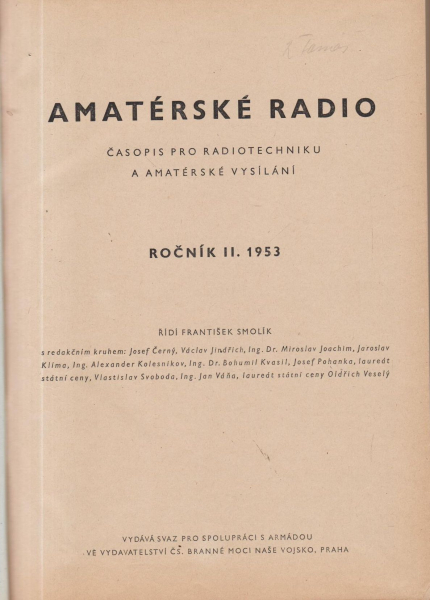 AMATÉRSKÉ RADIO
ČASOPIS PRO RADIOTECHNIKU
A AMATÉRSKÉ VYSÍLÁNÍ
ROČNÍK II. 1953
ŘÍDÍ FRANTIŠEK SMOLÍK
s redakčním kruhem: Josef Černý, Václav Jindřich, Ing. Dr. Miroslav Joachim, Jaroslav
Klíma, Ing. Alexander Kolesnikov, Ing. Dr. Bohumil Kvasil, Josef Pohanka, laureát
státní ceny, Vlastislav Svoboda, Ing. Jan Váňa, laureát státní ceny Oldřich Veselý
VYDÁVÁ SVAZ PRO SPOLUPRÁCI S ARMÁDOU
VE VYDAVATELSTVÍ ČS. BRANNÉ MOCI NAŠE VOJSKO, PRAHA